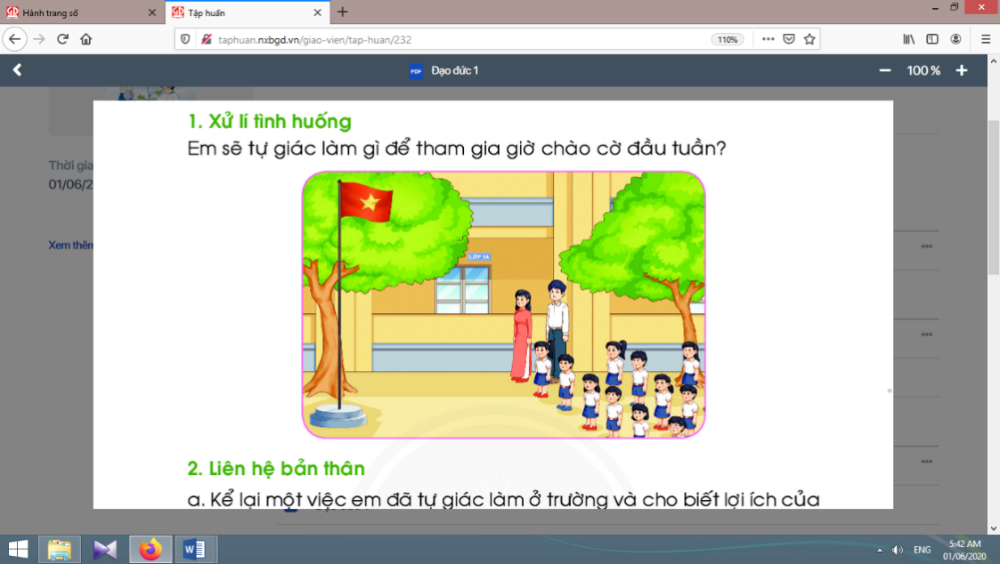 Hành trang số
Tập huấn
taphuan.nxbgd.vn/giao-vien/tap-huan/232
110%
PDF
Đạo đức 1
100 %
Thời gia
01/06/2
Xem thêm
1. Xử lí tình huống
Em sẽ tự giác làm gì để tham gia giờ chào cờ đầu tuần?
LỚP 1A
2. Liên hệ bản thân
a. Kể lại một việc em đã tự giác làm ở trường và cho biết lợi ích của
ENG
5:42 AM
01/06/2020